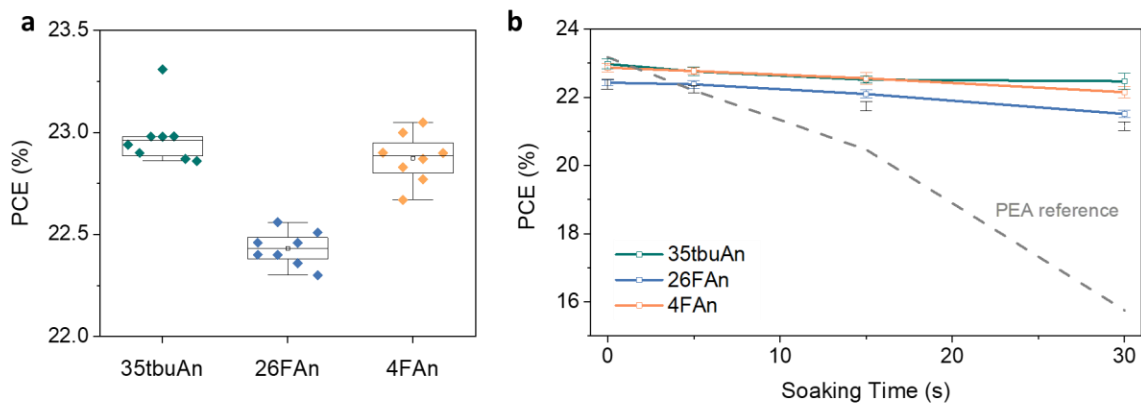 a
23.5
23.0
22.5
22.0
PCE (%)
35tbuAn 26FAn 4FAn
b
24
22
20
18
16
PCE (%)
PEA reference
35tbuAn
26FAn
4FAn
0 10 20 30
Soaking Time (s)